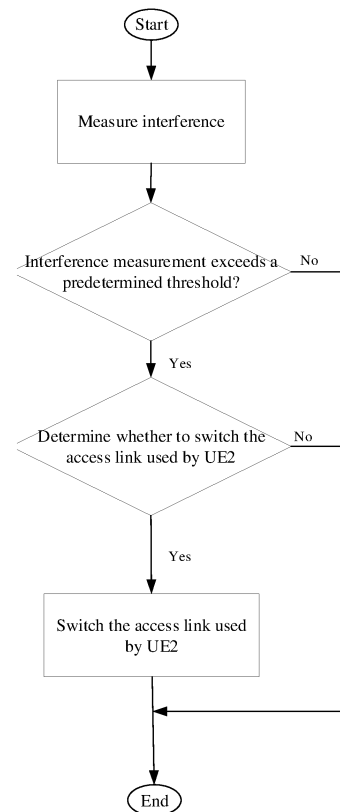 Start
Measure interference
Interference measurement exceeds a
predetermined threshold?
No
Yes
Determine whether to switch the
access link used by UE2
No
Yes
Switch the access link used
by UE2
End